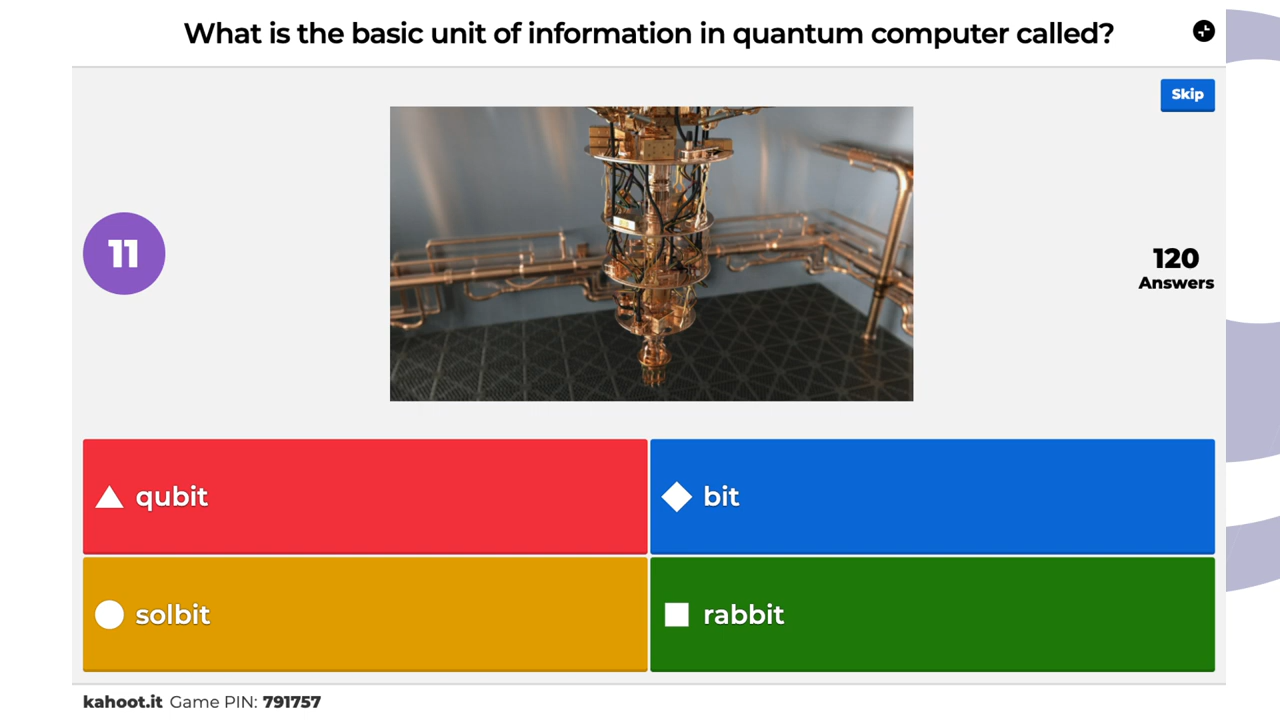 What is the basic unit of information in quantum computer called?
Skip
11
120
Answers
qubit
bit
solbit
rabbit
kahoot.it Game PIN: 791757